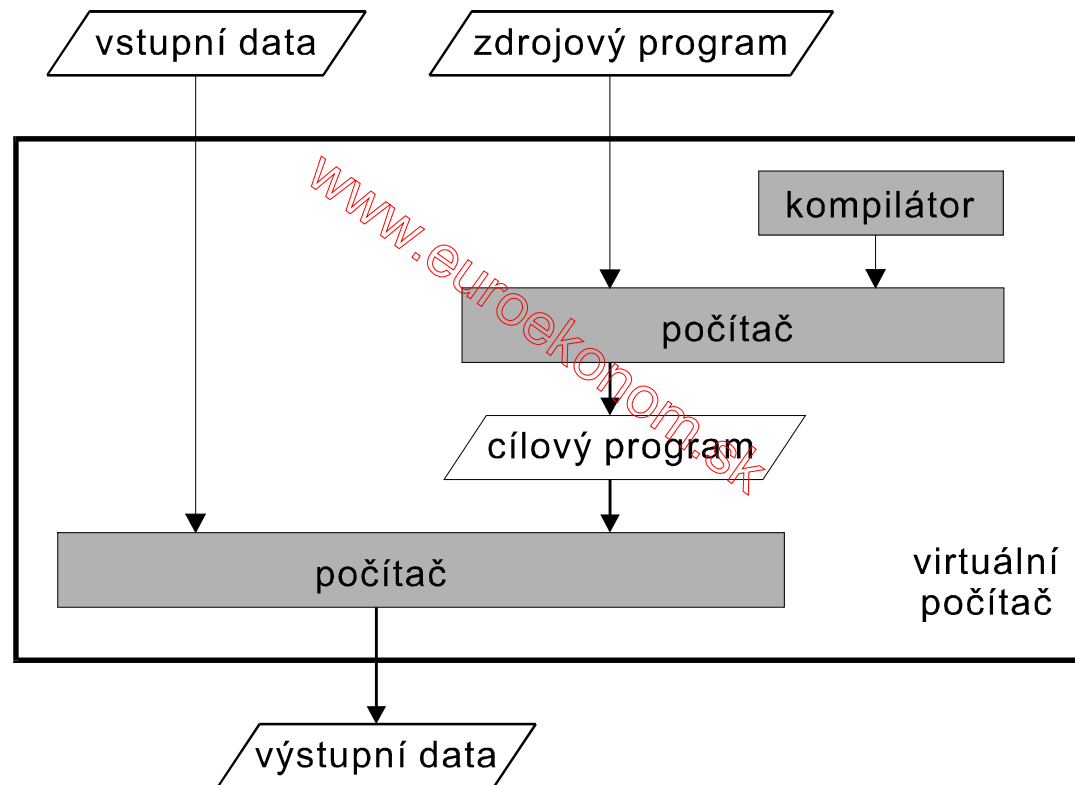 vstupní data
zdrojový program
kompilátor
počítač
cílový program
počítač
virtuální
počítač
výstupní data
www.euroekonom.sk